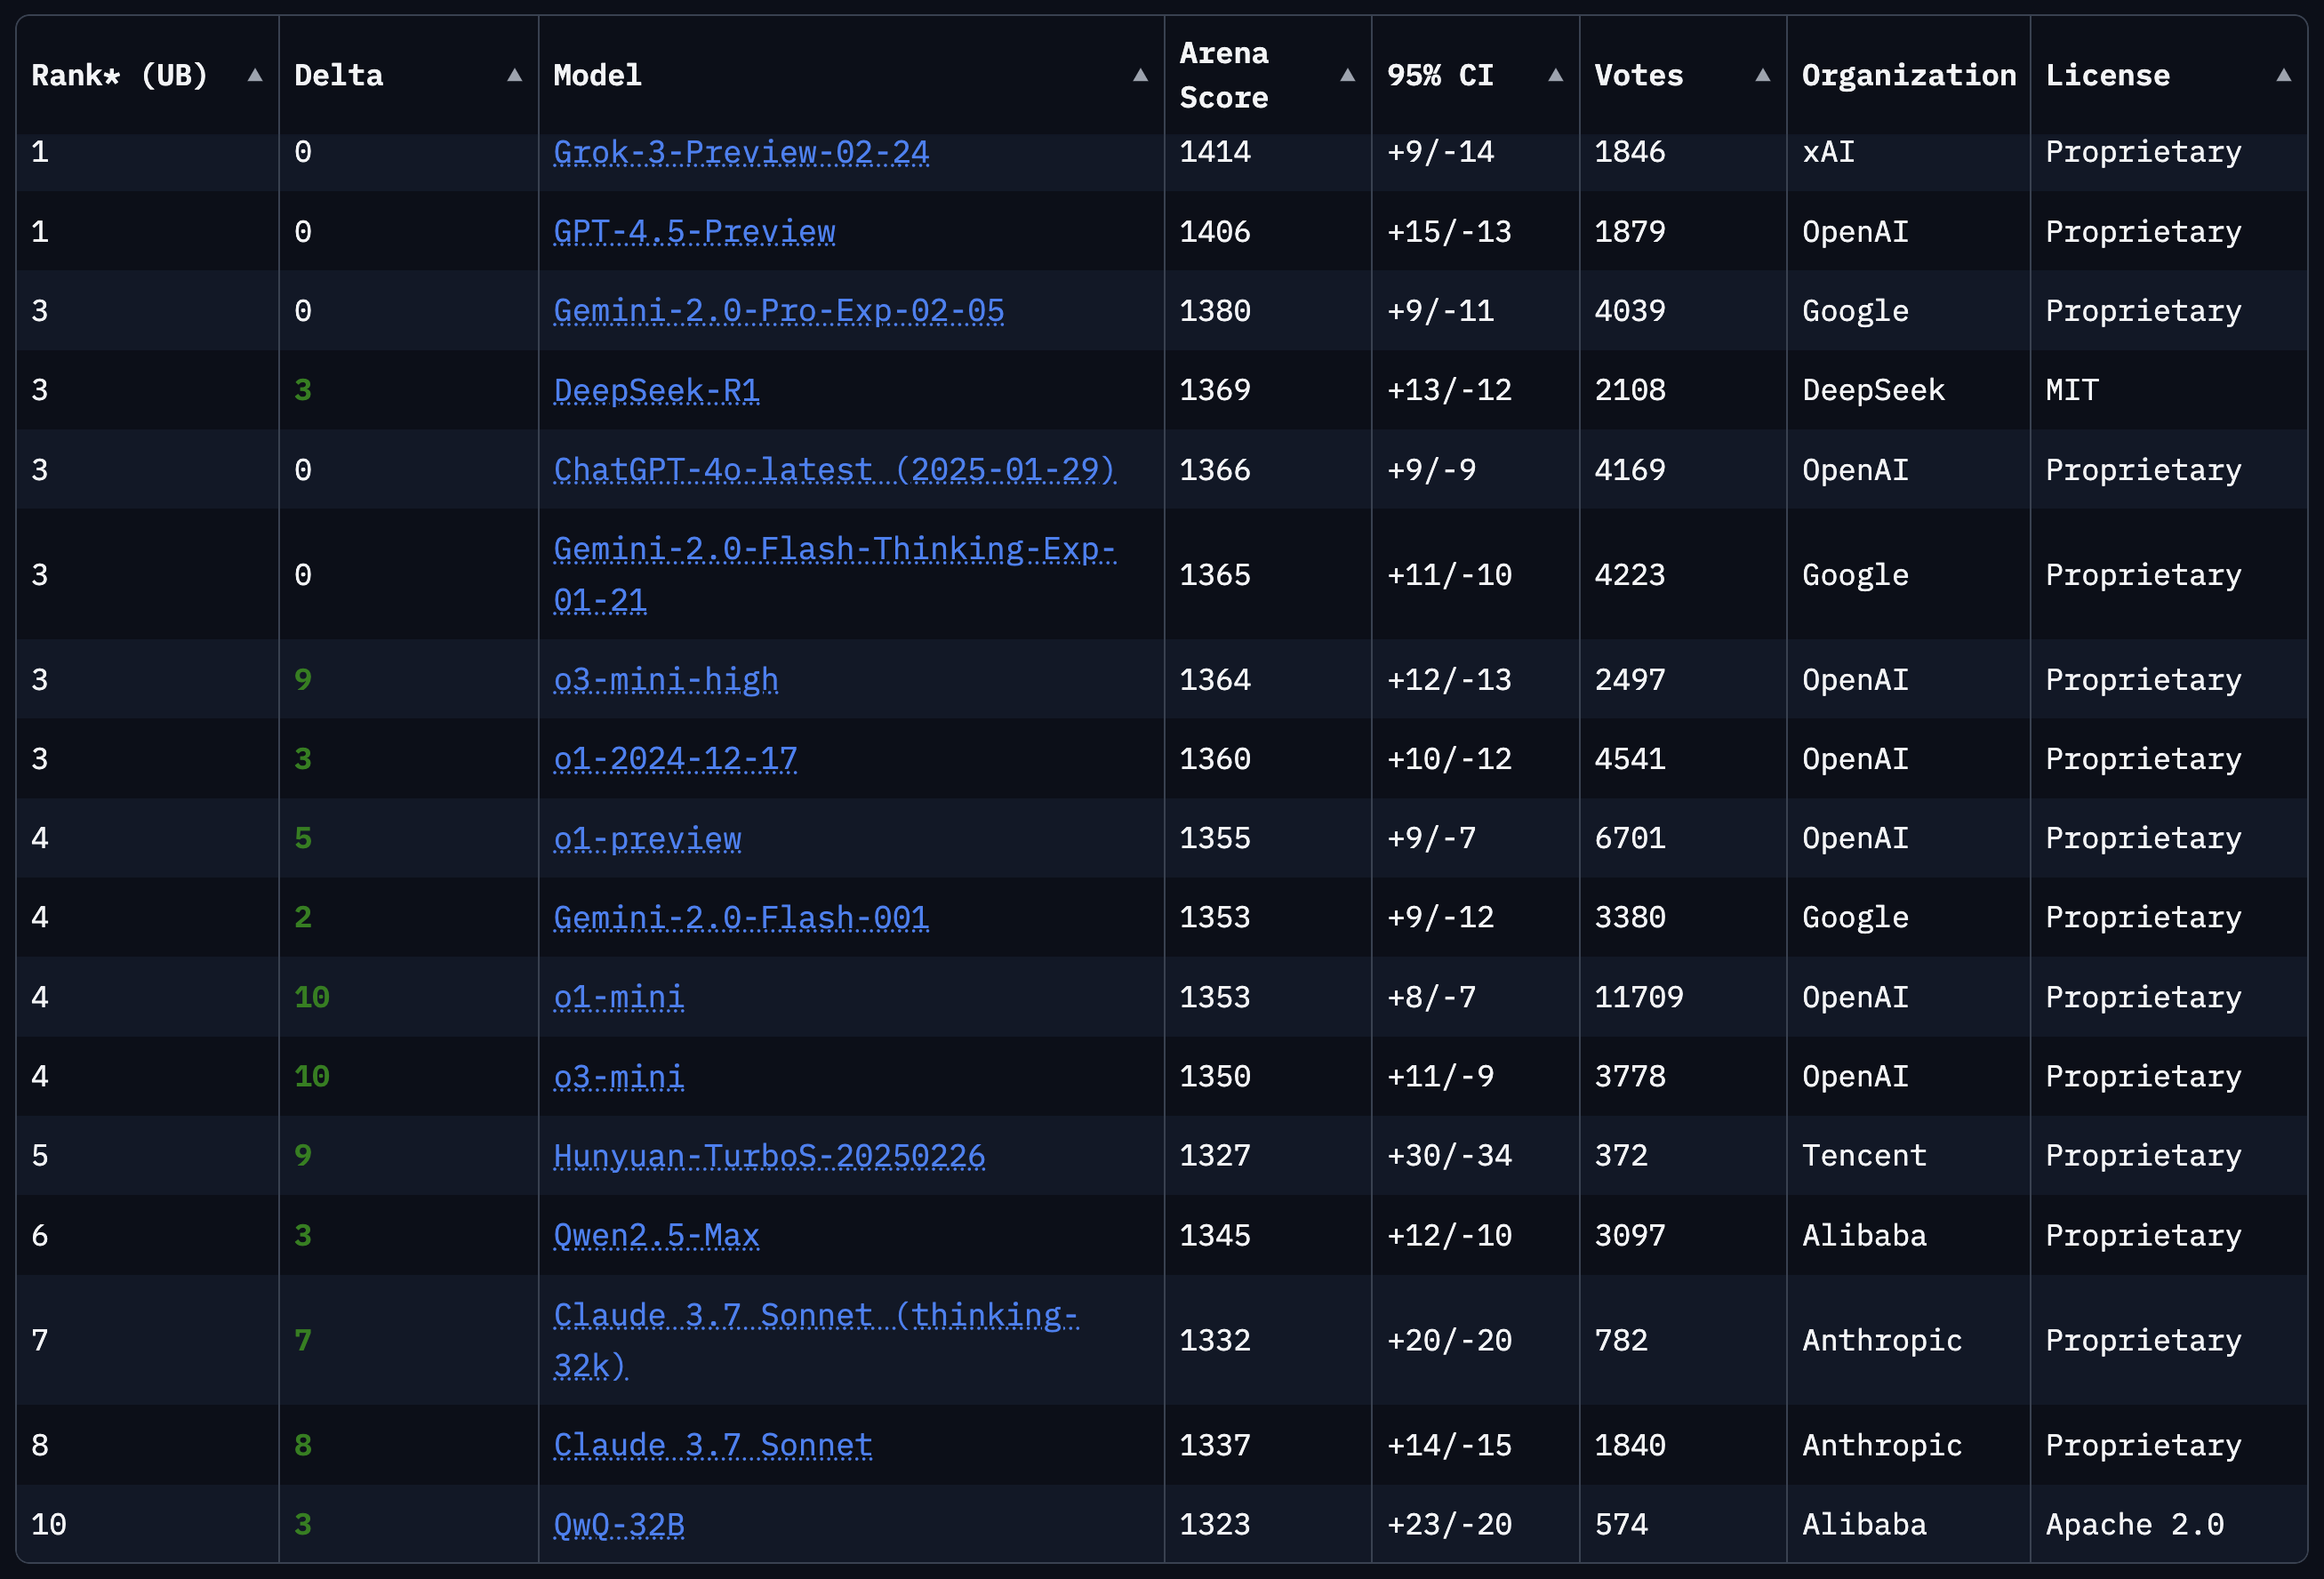 Rank* (UB) ▲ Delta ▲ Model ▲ Arena Score ▲ 95% CI ▲ Votes ▲ Organization License ▲
1 0 Grok-3-Preview-02-24 1414 +9/-14 1846 xAI Proprietary
1 0 GPT-4.5-Preview 1406 +15/-13 1879 OpenAI Proprietary
3 0 Gemini-2.0-Pro-Exp-02-05 1380 +9/-11 4039 Google Proprietary
3 3 DeepSeek-R1 1369 +13/-12 2108 DeepSeek MIT
3 0 ChatGPT-4o-latest (2025-01-29) 1366 +9/-9 4169 OpenAI Proprietary
3 0 Gemini-2.0-Flash-Thinking-Exp-01-21 1365 +11/-10 4223 Google Proprietary
3 9 o3-mini-high 1364 +12/-13 2497 OpenAI Proprietary
3 3 o1-2024-12-17 1360 +10/-12 4541 OpenAI Proprietary
4 5 o1-preview 1355 +9/-7 6701 OpenAI Proprietary
4 2 Gemini-2.0-Flash-001 1353 +9/-12 3380 Google Proprietary
4 10 o1-mini 1353 +8/-7 11709 OpenAI Proprietary
4 10 o3-mini 1350 +11/-9 3778 OpenAI Proprietary
5 9 Hunyuan-TurboS-20250226 1327 +30/-34 372 Tencent Proprietary
6 3 Qwen2.5-Max 1345 +12/-10 3097 Alibaba Proprietary
7 7 Claude 3.7 Sonnet (thinking-32k) 1332 +20/-20 782 Anthropic Proprietary
8 8 Claude 3.7 Sonnet 1337 +14/-15 1840 Anthropic Proprietary
10 3 QwQ-32B 1323 +23/-20 574 Alibaba Apache 2.0